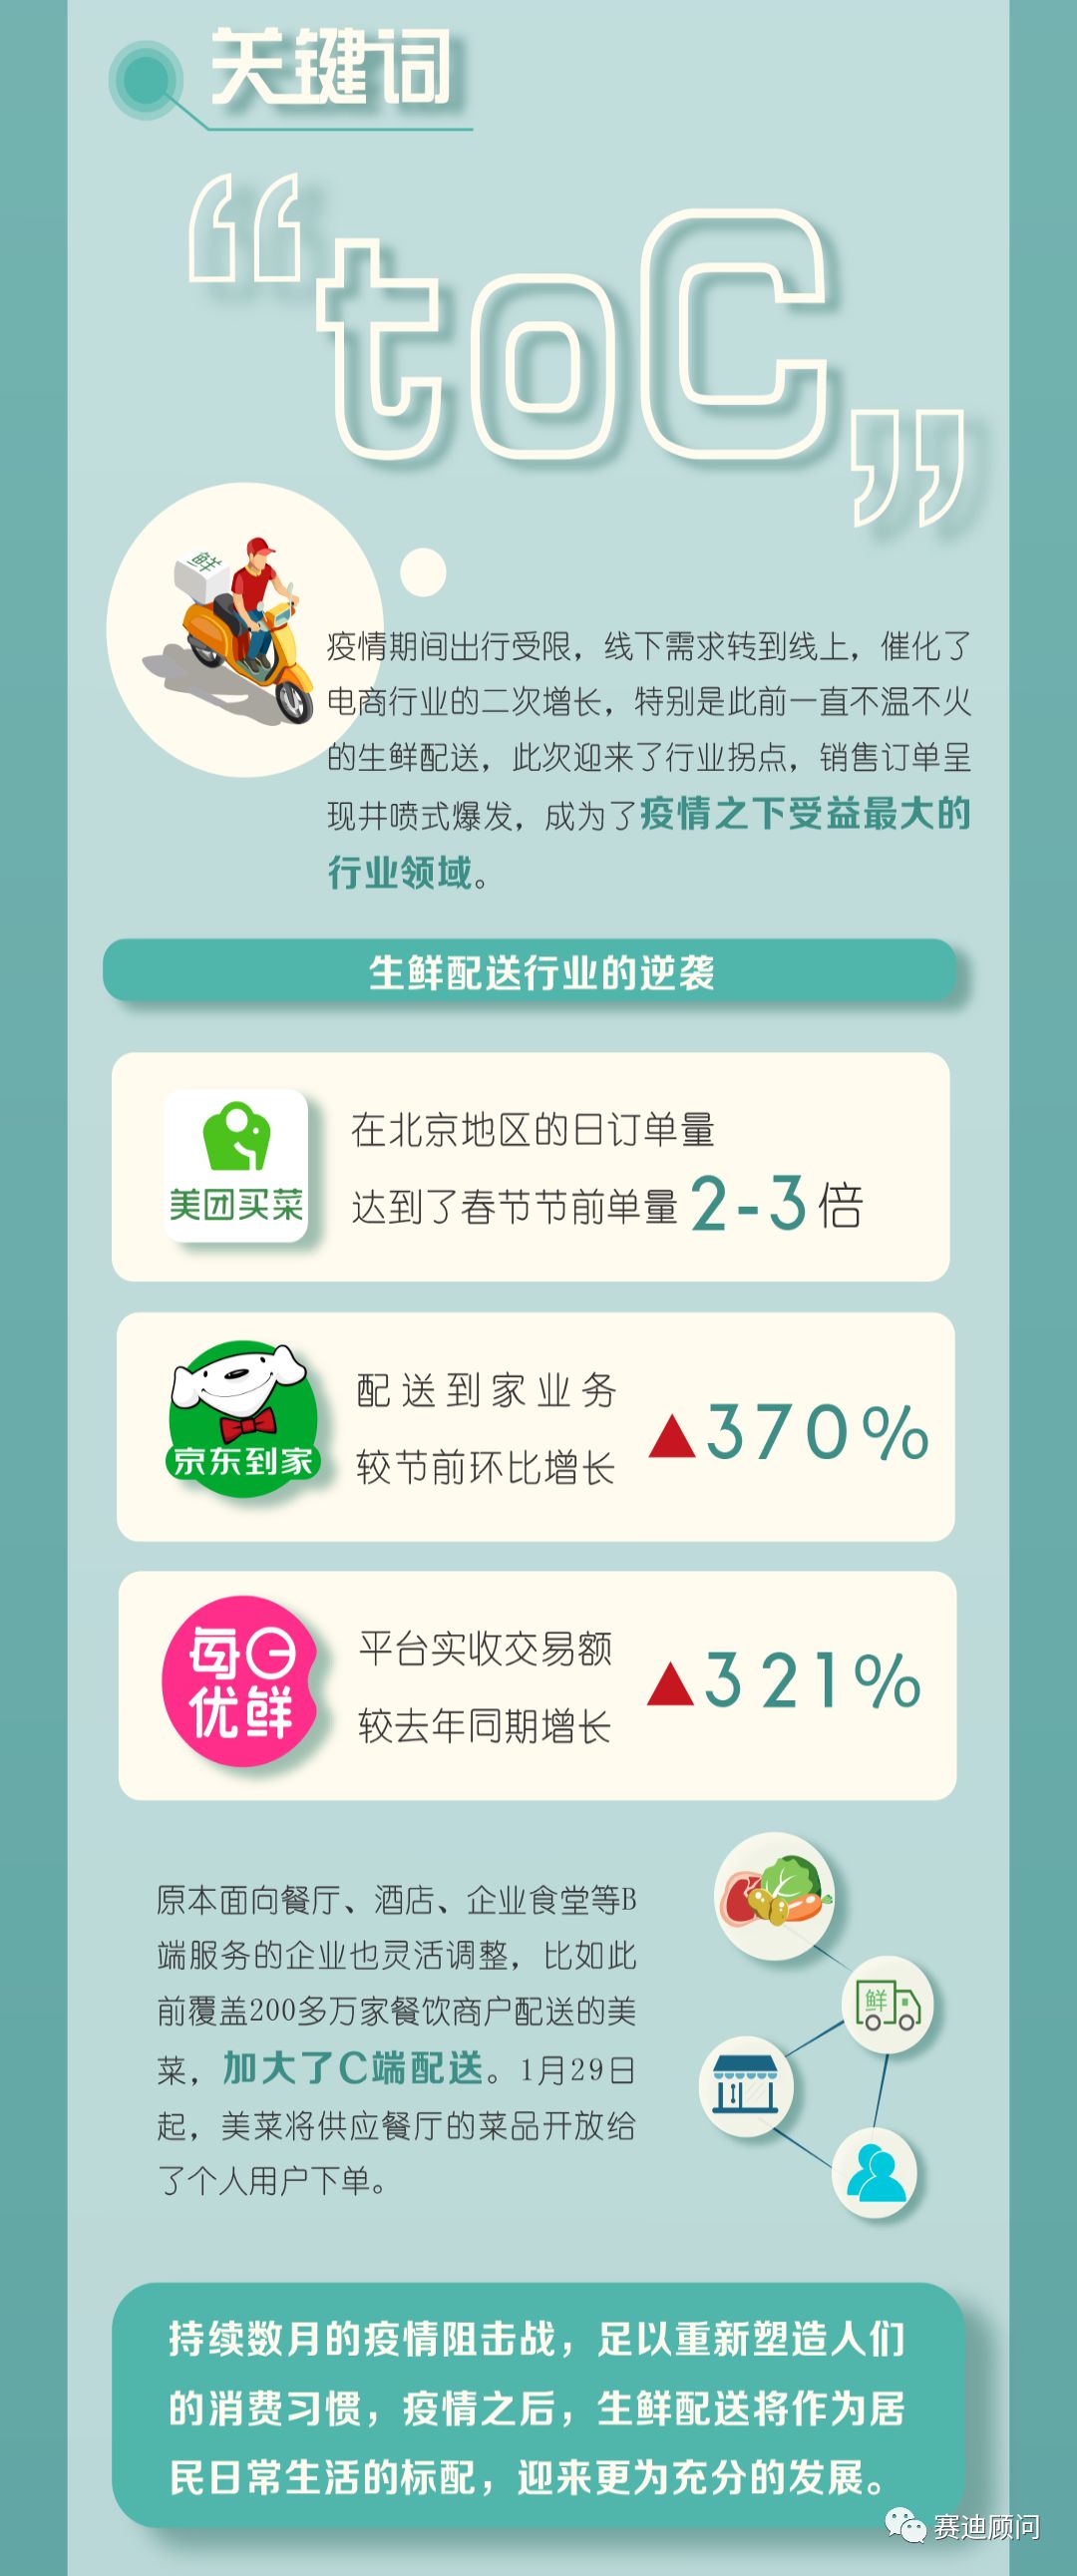 关键词
“toC”
鲜
疫情期间出行受限，线下需求转到线上，催化了
电商行业的二次增长，特别是此前一直不温不火
的生鲜配送，此次迎来了行业拐点，销售订单呈
现井喷式爆发，成为了疫情之下受益最大的
行业领域。
生鲜配送行业的逆袭
美团买菜
在北京地区的日订单量
达到了春节节前单量2-3倍
京东到家
配送到家业务
较节前环比增长
▲370%
每日
优鲜
平台实收交易额
较去年同期增长
▲321%
原本面向餐厅、酒店、企业食堂等B
端服务的企业也灵活调整，比如此
前覆盖200多万家餐饮商户配送的美
菜，加大了C端配送。1月29日
起，美菜将供应餐厅的菜品开放给
了个人用户下单。
鲜
持续数月的疫情阻击战，足以重新塑造人们
的消费习惯，疫情之后，生鲜配送将作为居
民日常生活的标配，迎来更为充分的发展。
赛迪顾问